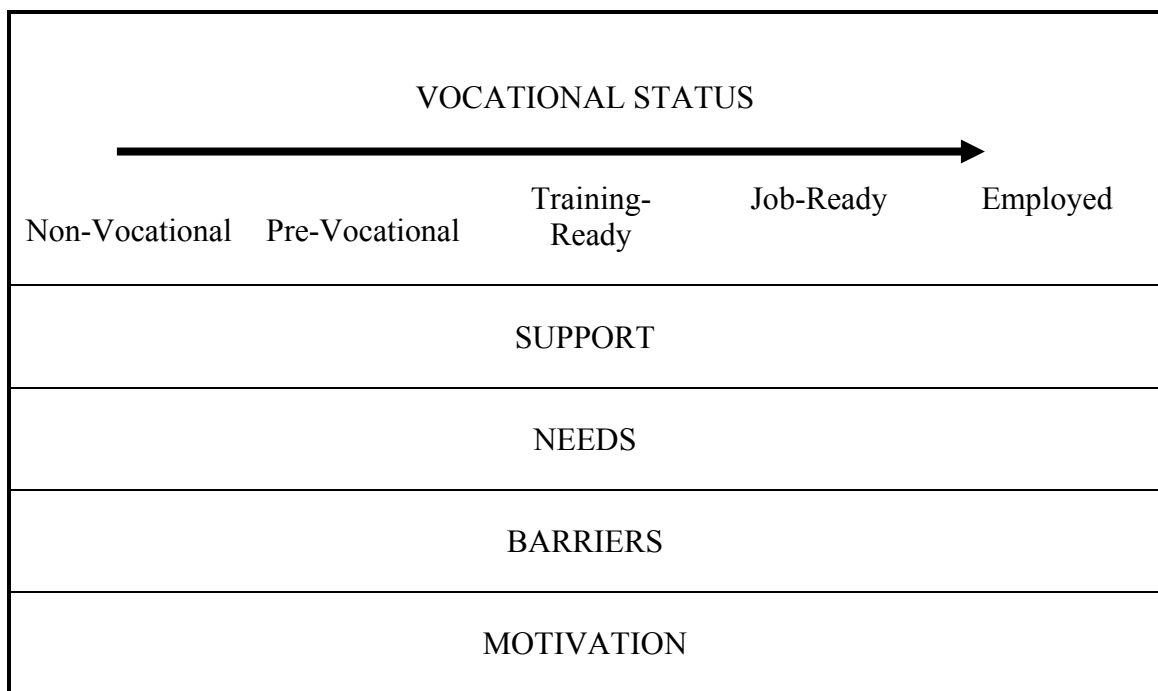 VOCATIONAL STATUS
Non-Vocational
Pre-Vocational
Training-
Ready
Job-Ready
Employed
SUPPORT
NEEDS
BARRIERS
MOTIVATION